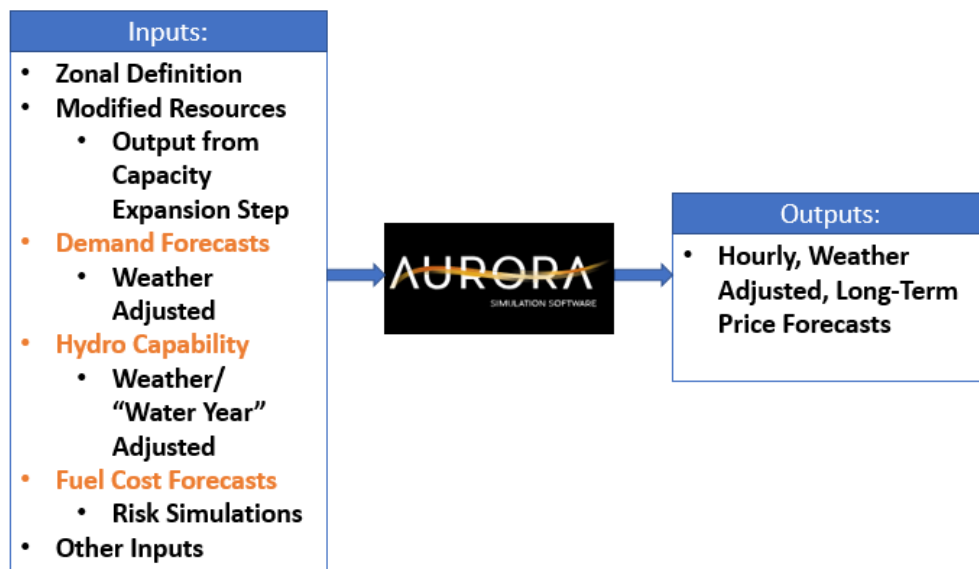 Inputs:
• Zonal Definition
• Modified Resources
• Output from
Capacity
Expansion Step
• Demand Forecasts
• Weather
Adjusted
• Hydro Capability
• Weather/
“Water Year”
Adjusted
• Fuel Cost Forecasts
• Risk Simulations
• Other Inputs
AURORA
SIMULATION SOFTWARE
Outputs:
• Hourly, Weather
Adjusted, Long-Term
Price Forecasts